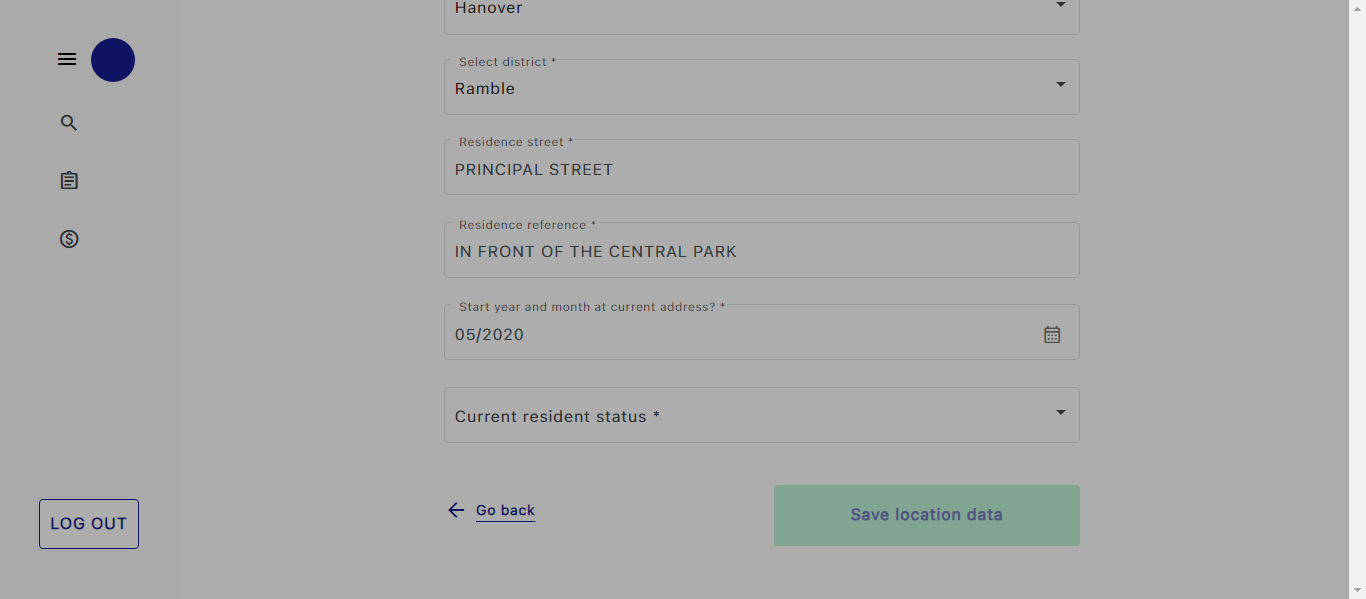 Hanover
Select district *
Ramble
Residence street *
PRINCIPAL STREET
Residence reference *
IN FRONT OF THE CENTRAL PARK
Start year and month at current address? *
05/2020
Current resident status *
Go back
Save location data
LOG OUT